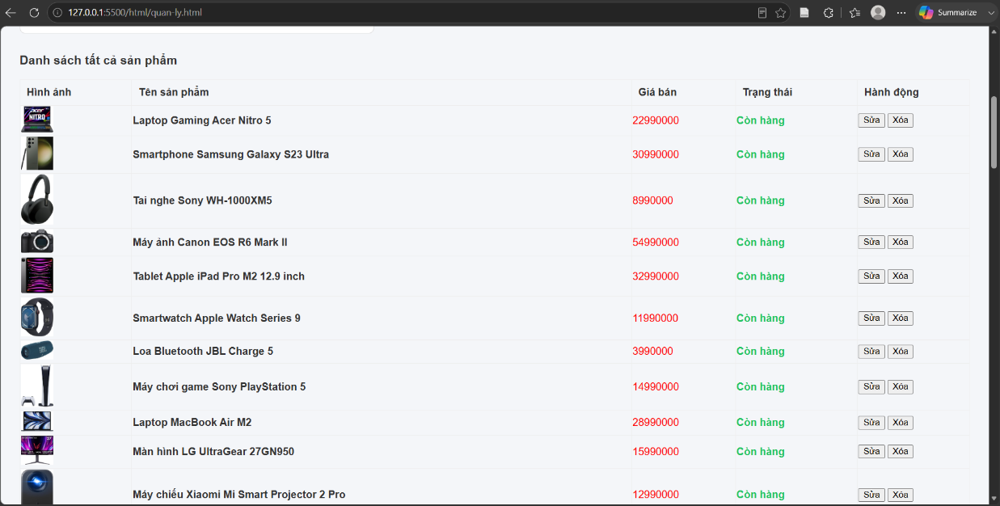 127.0.0.1:5500/html/quan-ly.html
Summarize
Danh sách tất cả sản phẩm
Hình ảnh Tên sản phẩm Giá bán Trạng thái Hành động
acer NITRO Laptop Gaming Acer Nitro 5 22990000 Còn hàng Sửa Xóa
Smartphone Samsung Galaxy S23 Ultra 30990000 Còn hàng Sửa Xóa
Tai nghe Sony WH-1000XM5 8990000 Còn hàng Sửa Xóa
Máy ảnh Canon EOS R6 Mark II 54990000 Còn hàng Sửa Xóa
Tablet Apple iPad Pro M2 12.9 inch 32990000 Còn hàng Sửa Xóa
Smartwatch Apple Watch Series 9 11990000 Còn hàng Sửa Xóa
Loa Bluetooth JBL Charge 5 3990000 Còn hàng Sửa Xóa
Máy chơi game Sony PlayStation 5 14990000 Còn hàng Sửa Xóa
Laptop MacBook Air M2 28990000 Còn hàng Sửa Xóa
Màn hình LG UltraGear 27GN950 15990000 Còn hàng Sửa Xóa
Máy chiếu Xiaomi Mi Smart Projector 2 Pro 12990000 Còn hàng Sửa Xóa